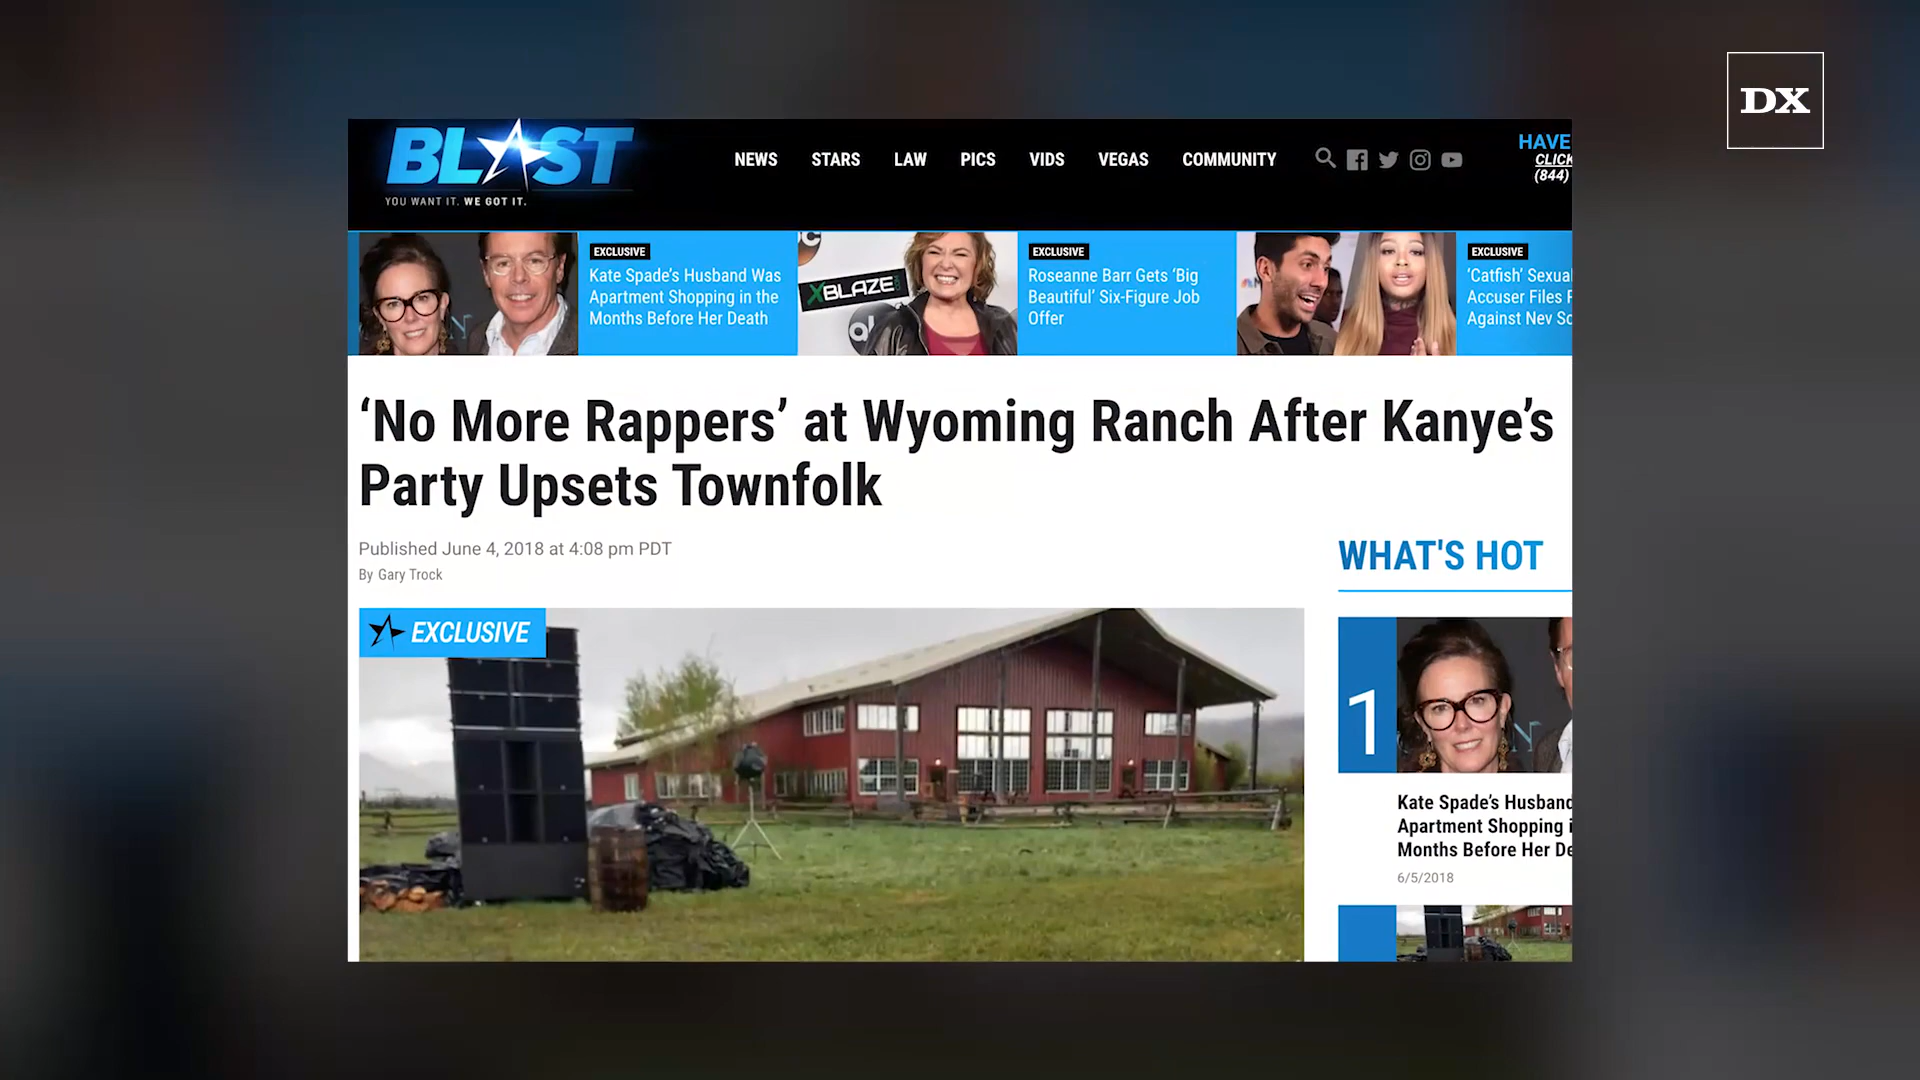 DX
BLAST
YOU WANT IT. WE GOT IT.
NEWS STARS LAW PICS VIDS VEGAS COMMUNITY
HAVE
CLICK
(844)
EXCLUSIVE
Kate Spade's Husband Was
Apartment Shopping in the
Months Before Her Death
XBLAZE
abc
EXCLUSIVE
Roseanne Barr Gets ‘Big
Beautiful’ Six-Figure Job
Offer
EXCLUSIVE
‘Catfish’ Sexual
Accuser Files
Against Nev
‘No More Rappers’ at Wyoming Ranch After Kanye’s
Party Upsets Townfolk
Published June 4, 2018 at 4:08 pm PDT
By Gary Trock
EXCLUSIVE
WHAT'S HOT
1
Kate Spade’s Husband
Apartment Shopping
Months Before Her
6/5/2018